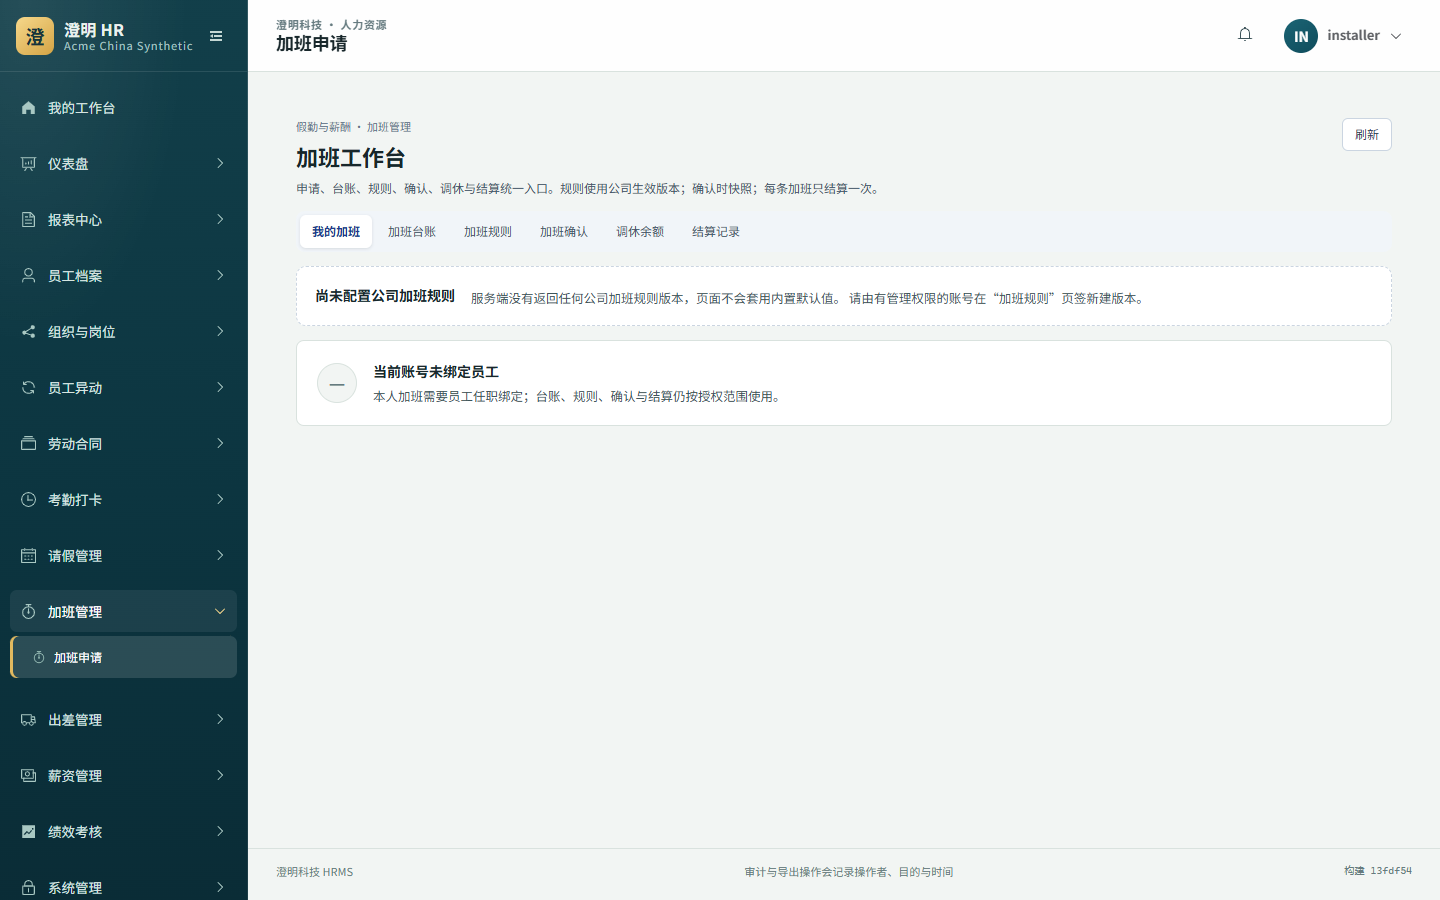 澄
澄明 HR
Acme China Synthetic
我的工作台
仪表盘
报表中心
员工档案
组织与岗位
员工异动
劳动合同
考勤打卡
请假管理
加班管理
加班申请
出差管理
薪资管理
绩效考核
系统管理
澄明科技 • 人力资源
加班申请
IN
installer
假勤与薪酬 • 加班管理
加班工作台
申请、台账、规则、确认、调休与结算统一入口。规则使用公司生效版本；确认时快照；每条加班只结算一次。
刷新
我的加班
加班台账
加班规则
加班确认
调休余额
结算记录
尚未配置公司加班规则
服务端没有返回任何公司加班规则版本，页面不会套用内置默认值。 请由有管理权限的账号在“加班规则”页签新建版本。
—
当前账号未绑定员工
本人加班需要员工任职绑定；台账、规则、确认与结算仍按授权范围使用。
澄明科技 HRMS
审计与导出操作会记录操作者、目的与时间
构建 13fdf54